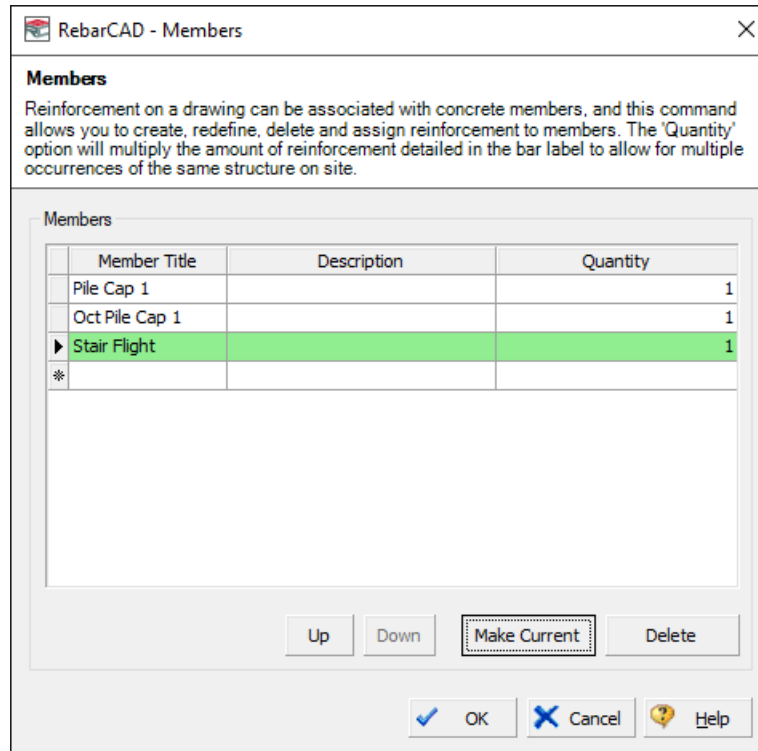 RebarCAD - Members
Members
Reinforcement on a drawing can be associated with concrete members, and this command
allows you to create, redefine, delete and assign reinforcement to members. The 'Quantity'
option will multiply the amount of reinforcement detailed in the bar label to allow for multiple
occurrences of the same structure on site.
Members
Member Title Description Quantity
Pile Cap 1 1
Oct Pile Cap 1 1
Stair Flight 1
Up Down Make Current Delete
OK Cancel Help